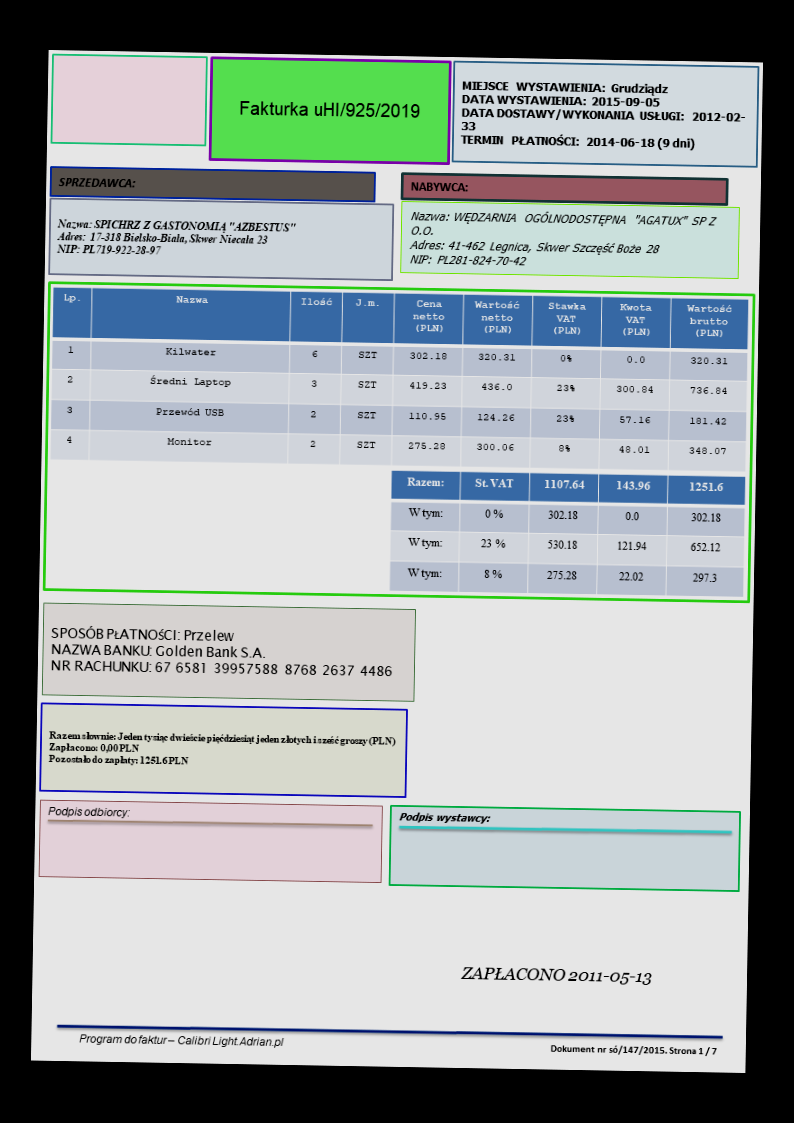 Fakturka uHI/925/2019
MIEJSCE WYSTAWIENIA: Grudziądz
DATA WYSTAWIENIA: 2015-09-05
DATA DOSTAWY/WYKONANIA USŁUGI: 2012-02-
33
TERMIN PŁATNOŚCI: 2014-06-18 (9 dni)
SPRZEDAWCA:
Nazwa: SPICHRZ Z GASTONOMIĄ "AZBESTUS"
Adres: 17-318 Bielsko-Biała, Skwer Niecała 23
NIP: PL719-922-28-97
NABYWCA:
Nazwa: WĘDZARNIA OGÓLNODOSTĘPNA "AGATUX" SP Z
O.O.
Adres: 41-462 Legnica, Skwer Szczęść Boże 28
NIP: PL281-824-70-42
Lp. Nazwa Ilość J.m. Cena netto (PLN) Wartość netto (PLN) Stawka VAT (PLN) Kwota VAT (PLN) Wartość brutto (PLN)
1 Kilwater 6 SZT 302.18 320.31 0% 0.0 320.31
2 Średni Laptop 3 SZT 419.23 436.0 23% 300.84 736.84
3 Przewód USB 2 SZT 110.95 124.26 23% 57.16 181.42
4 Monitor 2 SZT 275.28 300.06 8% 48.01 348.07
Razem: St. VAT 1107.64 143.96 1251.6
W tym: 0 % 302.18 0.0 302.18
W tym: 23 % 530.18 121.94 652.12
W tym: 8 % 275.28 22.02 297.3
SPOSÓB PŁATNOŚCI: Przelew
NAZWA BANKU: Golden Bank S.A.
NR RACHUNKU: 67 6581 39957588 8768 2637 4486
Razem słownie: Jeden tysiąc dwieście pięćdziesiąt jeden złotych i sześć groszy (PLN)
Zapłacono: 0,00 PLN
Pozostało do zapłaty: 1251.6 PLN
Podpis odbiorcy:
Podpis wystawcy:
ZAPŁACONO 2011-05-13
Program do faktur – Calibri Light.Adrian.pl
Dokument nr só/147/2015. Strona 1 / 7